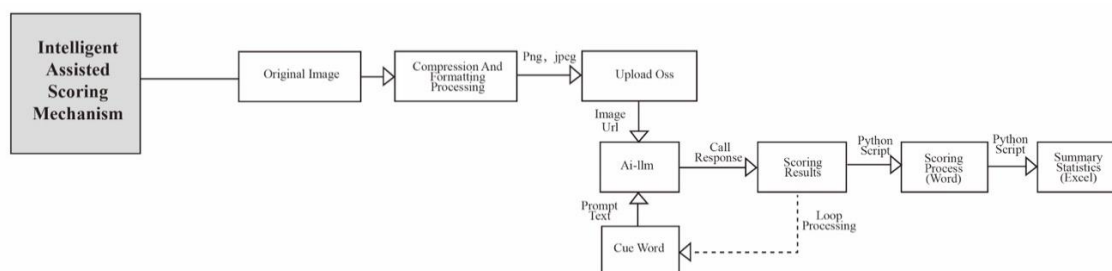 Intelligent
Assisted
Scoring
Mechanism
Original Image
Compression And
Formatting
Processing
Png, jpeg
Upload Oss
Image
Url
Ai-llm
Call
Response
Scoring
Results
Python
Script
Scoring
Process
(Word)
Python
Script
Summary
Statistics
(Excel)
Prompt
Text
Cue Word
Loop
Processing